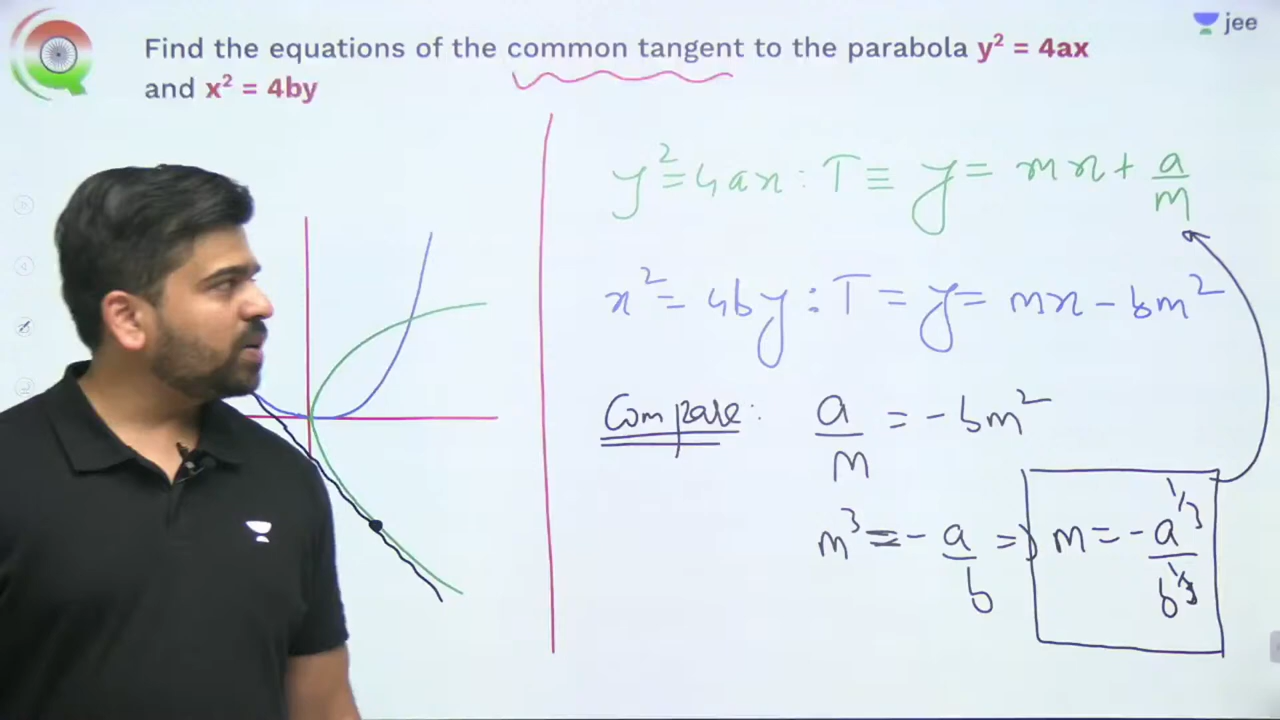 Find the equations of the common tangent to the parabola y² = 4ax
and x² = 4by
jee
y² = 4ax : T ≡ y = mx + a/m
x² = 4by : T = y = mx - bm²
Compare : a/m = - bm²
m³ = - a/b => m = - a^1/3 / b^1/3